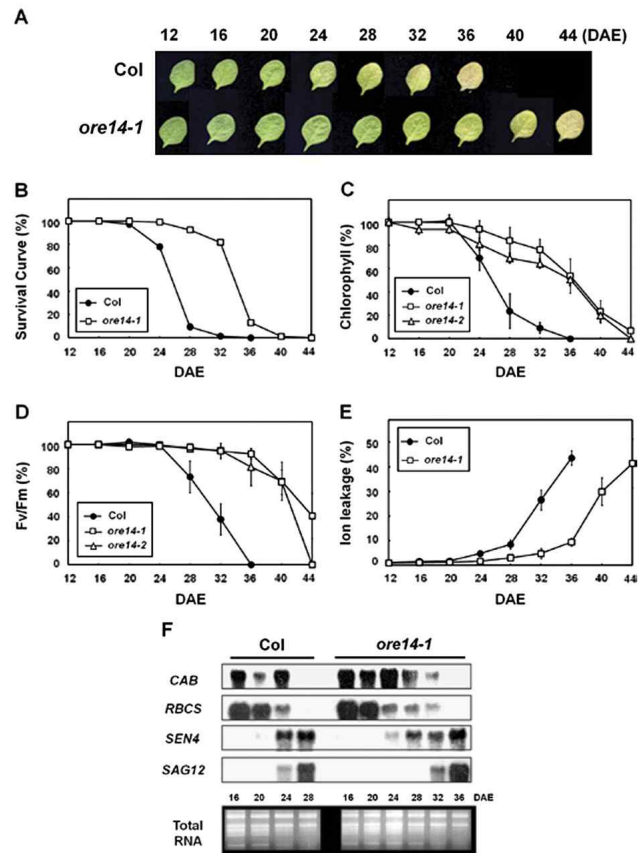 A
12 16 20 24 28 32 36 40 44 (DAE)
Col
ore14-1
B
Survival Curve (%)
100
80
60
40
20
0
Col
ore14-1
12 16 20 24 28 32 36 40 44
DAE
C
Chlorophyll (%)
100
80
60
40
20
0
Col
ore14-1
ore14-2
12 16 20 24 28 32 36 40 44
DAE
D
Fv/Fm (%)
100
80
60
40
20
0
Col
ore14-1
ore14-2
12 16 20 24 28 32 36 40 44
DAE
E
Ion leakage (%)
50
40
30
20
10
0
Col
ore14-1
12 16 20 24 28 32 36 40 44
DAE
F
Col ore14-1
CAB
RBCS
SEN4
SAG12
16 20 24 28 16 20 24 28 32 36 DAE
Total
RNA